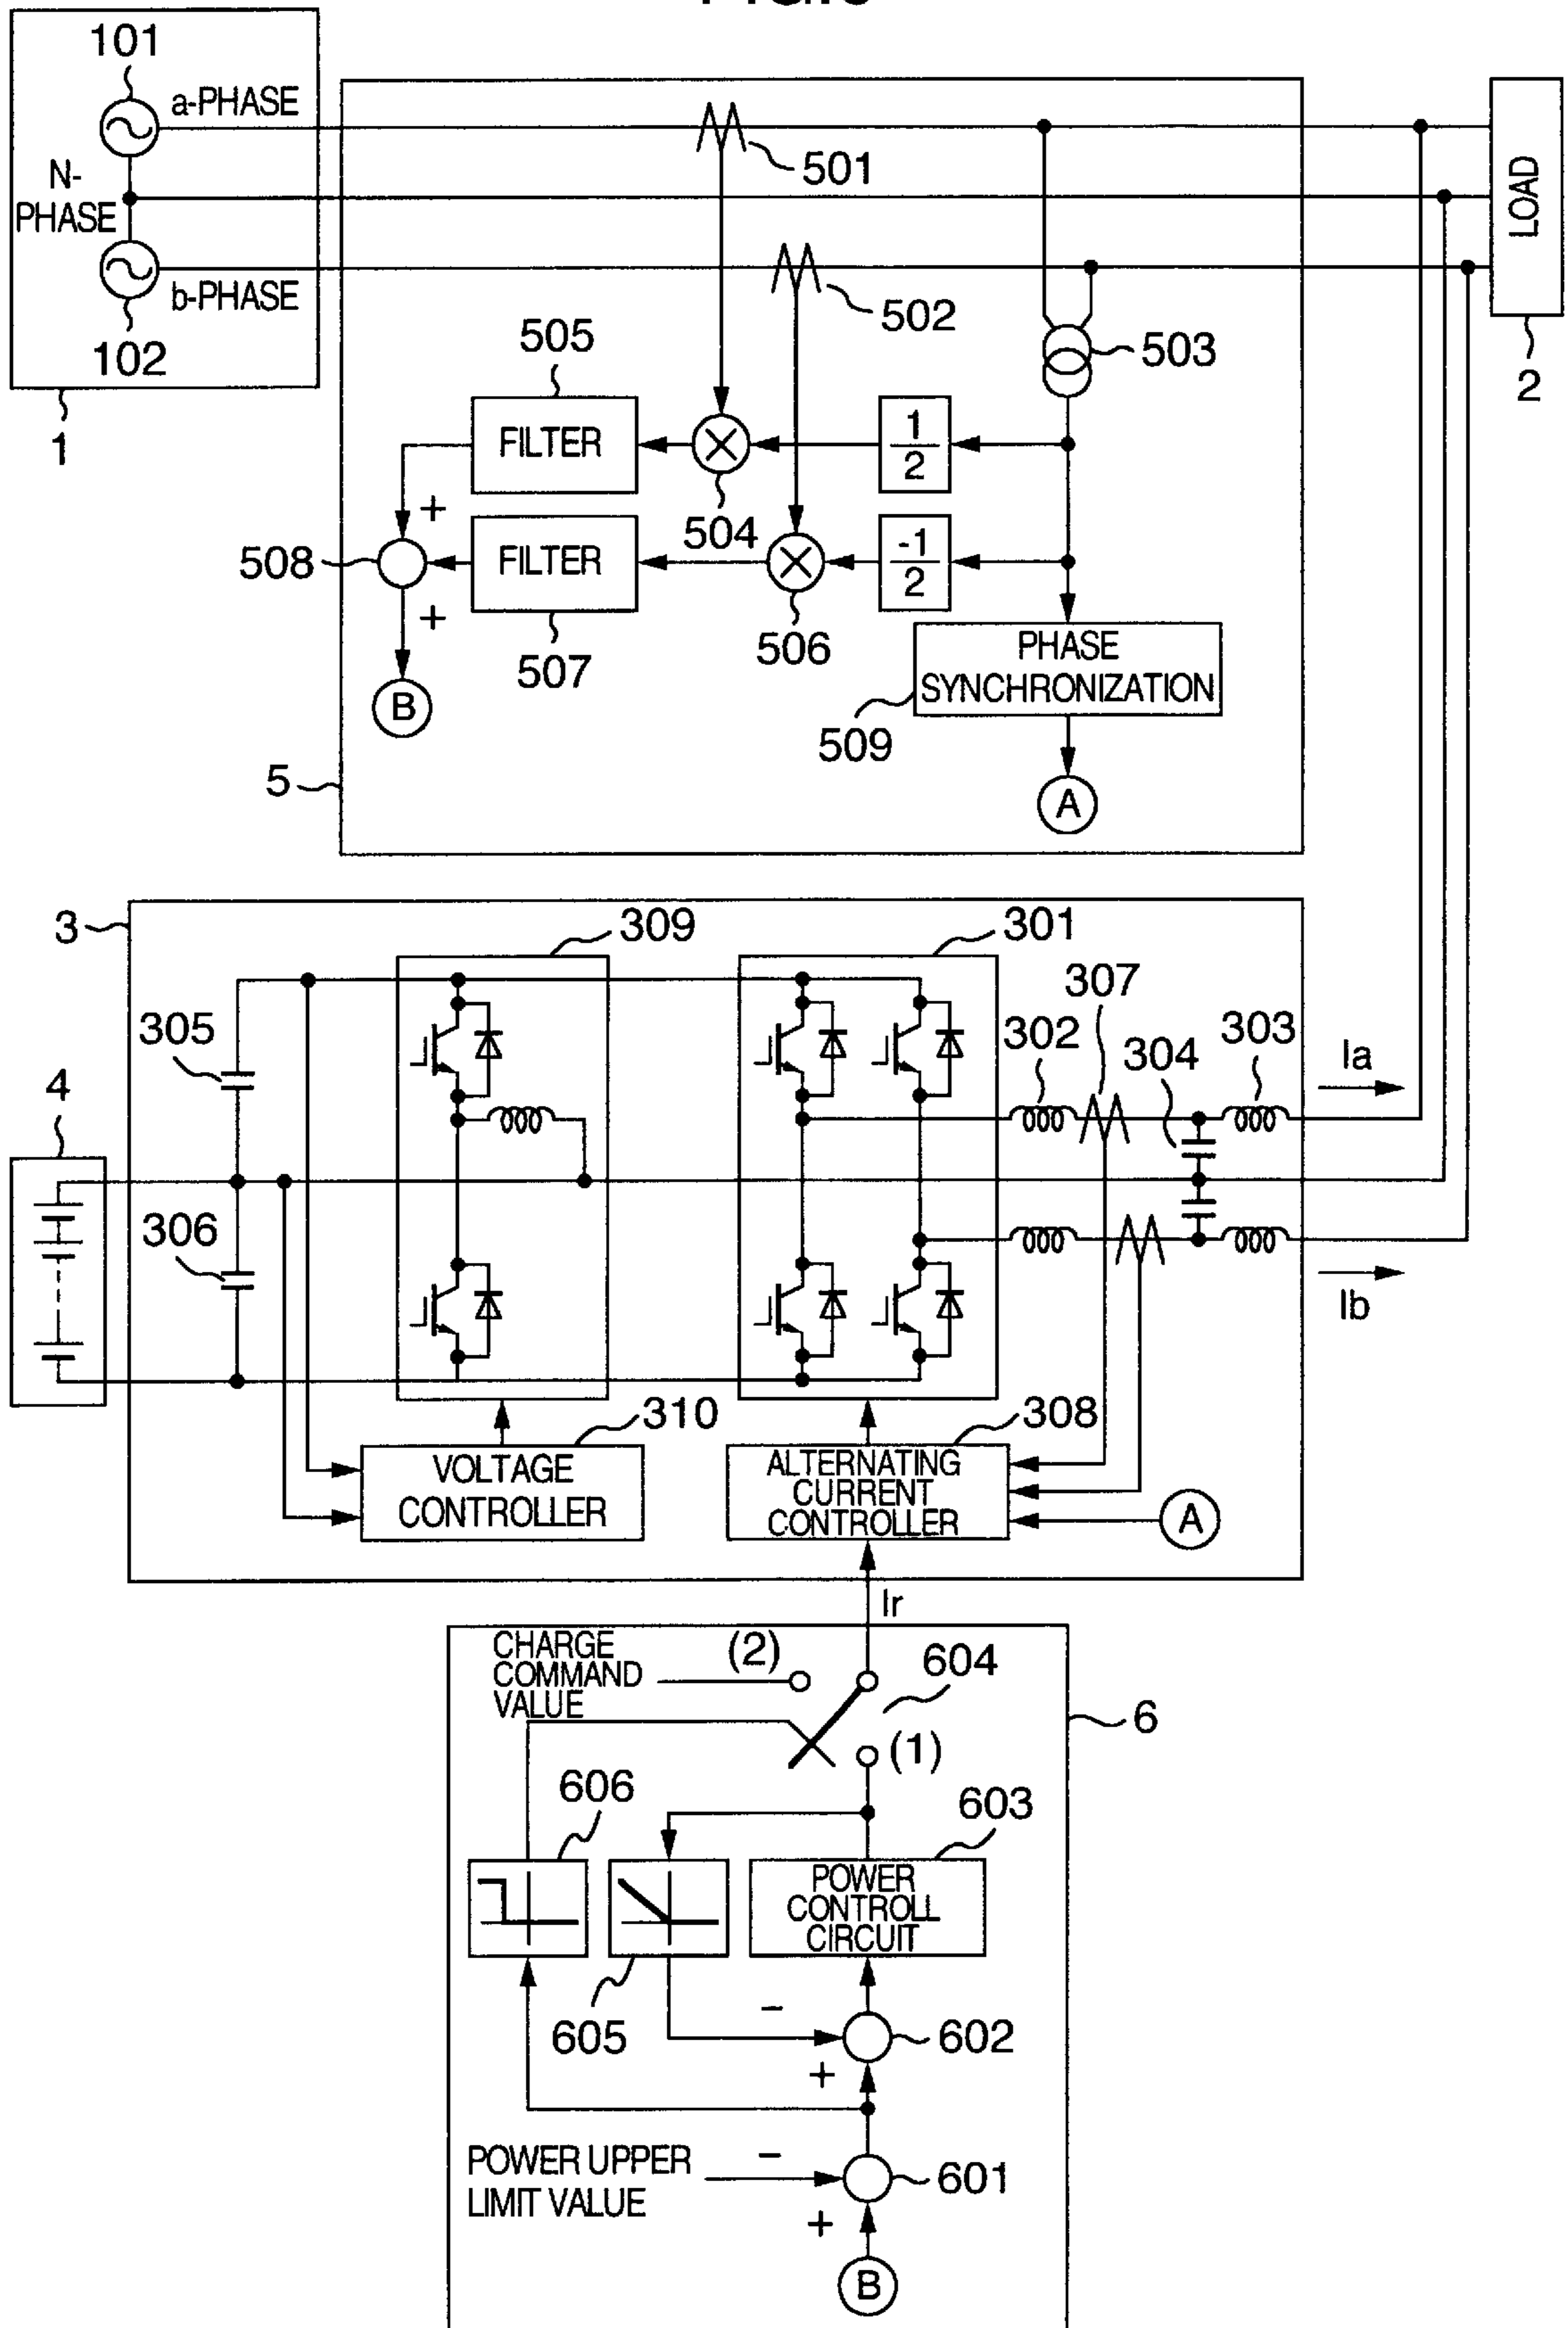 101
a-PHASE
N-
PHASE
b-PHASE
102
1
501
502
503
LOAD
2
505
FILTER
1
2
504
+
508
FILTER
-1
2
+
506
507
PHASE
SYNCHRONIZATION
509
B
A
5
3
309
301
307
305
302
304
303
Ia
4
306
Ib
310
308
VOLTAGE
CONTROLLER
ALTERNATING
CURRENT
CONTROLLER
A
Ir
CHARGE
COMMAND
VALUE
(2)
604
6
(1)
606
603
POWER
CONTROLL
CIRCUIT
605
−
602
+
POWER UPPER
LIMIT VALUE
−
601
+
B